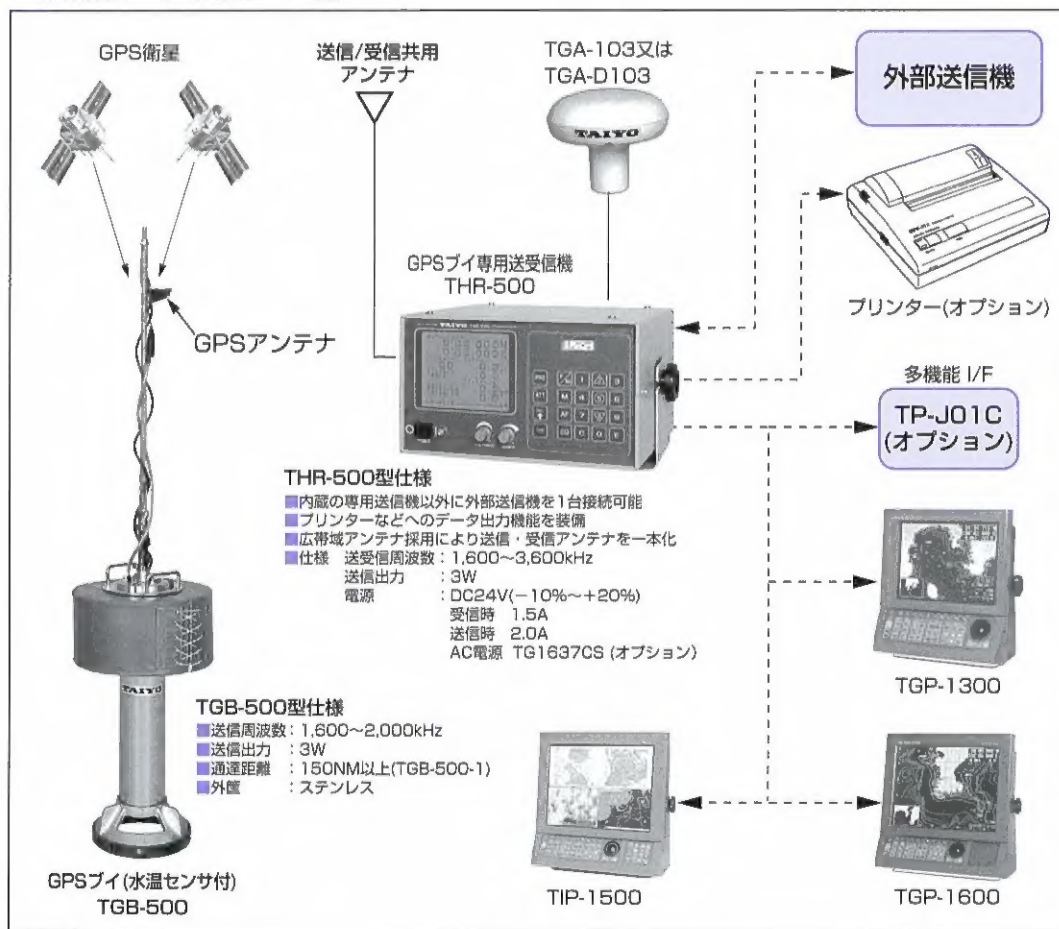 GPS衛星
送信/受信共用
アンテナ
TGA-103又は
TGA-D103
TAIYO
外部送信機
GPSアンテナ
GPSブイ専用送受信機
THR-500
TAIYO
プリンター(オプション)
多機能 I/F
TP-J01C
(オプション)
THR-500型仕様
■内蔵の専用送信機以外に外部送信機を1台接続可能
■プリンターなどへのデータ出力機能を装備
■広帯域アンテナ採用により送信・受信アンテナを一本化
■仕様 送受信周波数：1,600～3,600kHz
送信出力 ：3W
電源 ：DC24V(－10%～+20%)
受信時 1.5A
送信時 2.0A
AC電源 TG1637CS (オプション)
TGP-1300
TAIYO
TGB-500型仕様
■送信周波数：1,600～2,000kHz
■送信出力 ：3W
■通達距離 ：150NM以上(TGB-500-1)
■外筐 ：ステンレス
GPSブイ(水温センサ付)
TGB-500
TIP-1500
TGP-1600